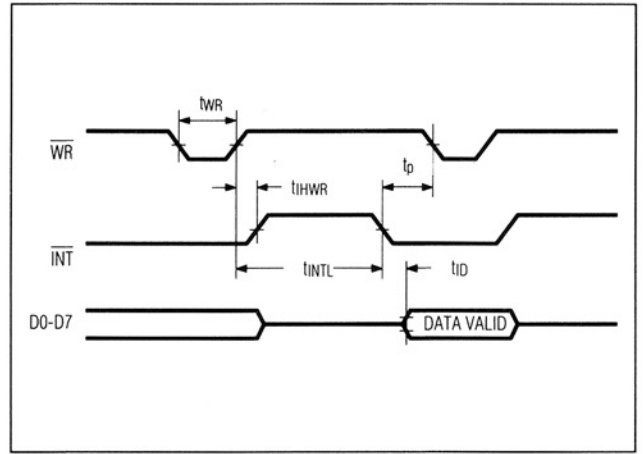 tWR
WR
tp
tIHWR
INT
tINTL
tID
D0-D7
DATA VALID